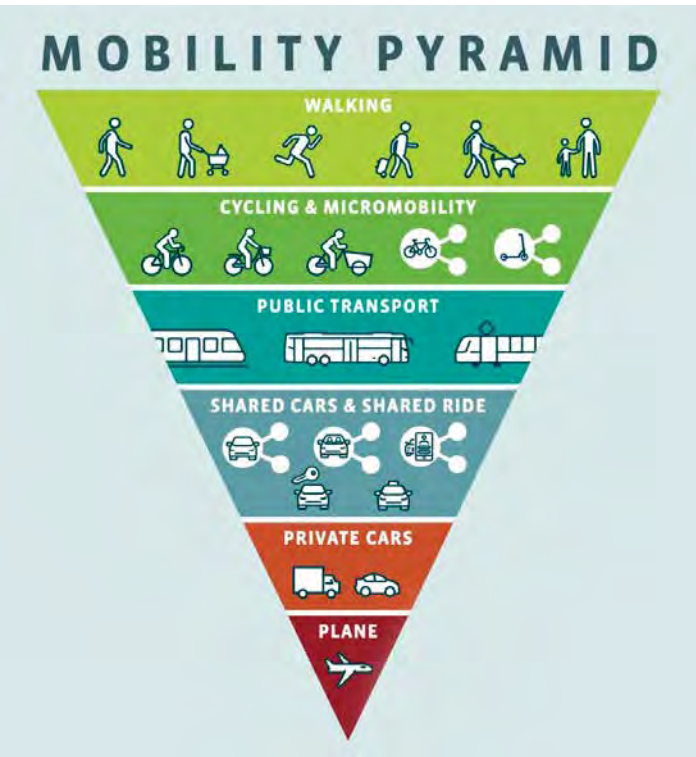 MOBILITY PYRAMID
WALKING
CYCLING & MICROMOBILITY
PUBLIC TRANSPORT
SHARED CARS & SHARED RIDE
PRIVATE CARS
PLANE